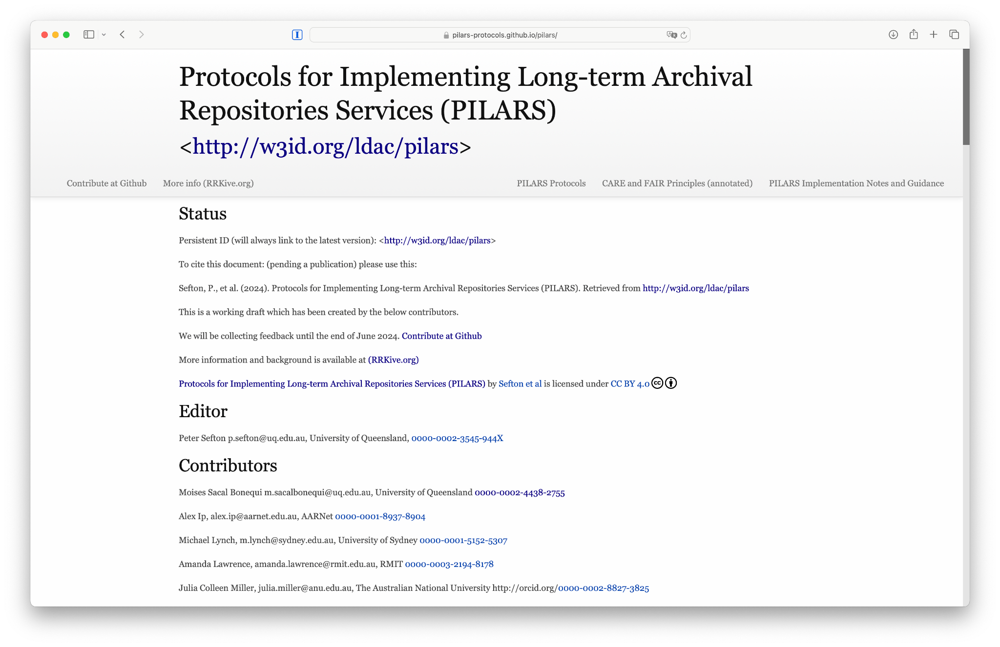 pilars-protocols.github.io/pilars/
Protocols for Implementing Long-term Archival
Repositories Services (PILARS)
<http://w3id.org/ldac/pilars>
Contribute at Github More info (RRKive.org) PILARS Protocols CARE and FAIR Principles (annotated) PILARS Implementation Notes and Guidance
Status
Persistent ID (will always link to the latest version): <http://w3id.org/ldac/pilars>
To cite this document: (pending a publication) please use this:
Sefton, P., et al. (2024). Protocols for Implementing Long-term Archival Repositories Services (PILARS). Retrieved from http://w3id.org/ldac/pilars
This is a working draft which has been created by the below contributors.
We will be collecting feedback until the end of June 2024. Contribute at Github
More information and background is available at (RRKive.org)
Protocols for Implementing Long-term Archival Repositories Services (PILARS) by Sefton et al is licensed under CC BY 4.0 cc
Editor
Peter Sefton p.sefton@uq.edu.au, University of Queensland, 0000-0002-3545-944X
Contributors
Moises Sacal Bonequi m.sacalbonequi@uq.edu.au, University of Queensland 0000-0002-4438-2755
Alex Ip, alex.ip@aarnet.edu.au, AARNet 0000-0001-8937-8904
Michael Lynch, m.lynch@sydney.edu.au, University of Sydney 0000-0001-5152-5307
Amanda Lawrence, amanda.lawrence@rmit.edu.au, RMIT 0000-0003-2194-8178
Julia Colleen Miller, julia.miller@anu.edu.au, The Australian National University http://orcid.org/0000-0002-8827-3825